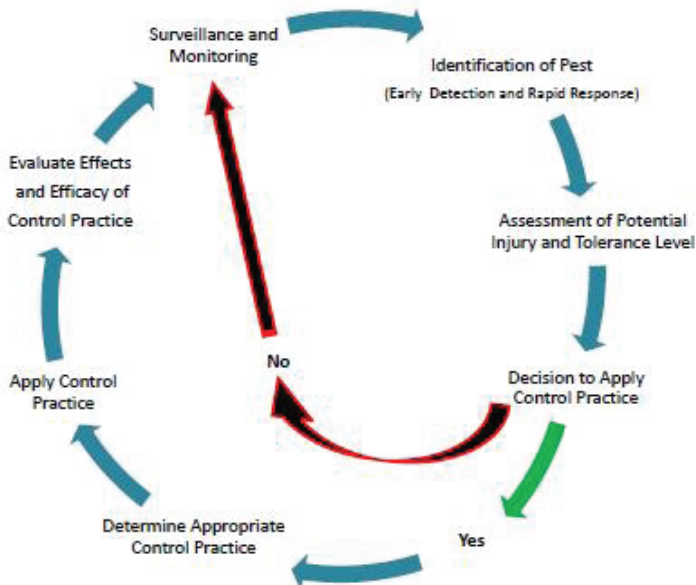 Surveillance and
Monitoring
Identification of Pest
(Early Detection and Rapid Response)
Assessment of Potential
Injury and Tolerance Level
Decision to Apply
Control Practice
Yes
No
Determine Appropriate
Control Practice
Apply Control
Practice
Evaluate Effects
and Efficacy of
Control Practice